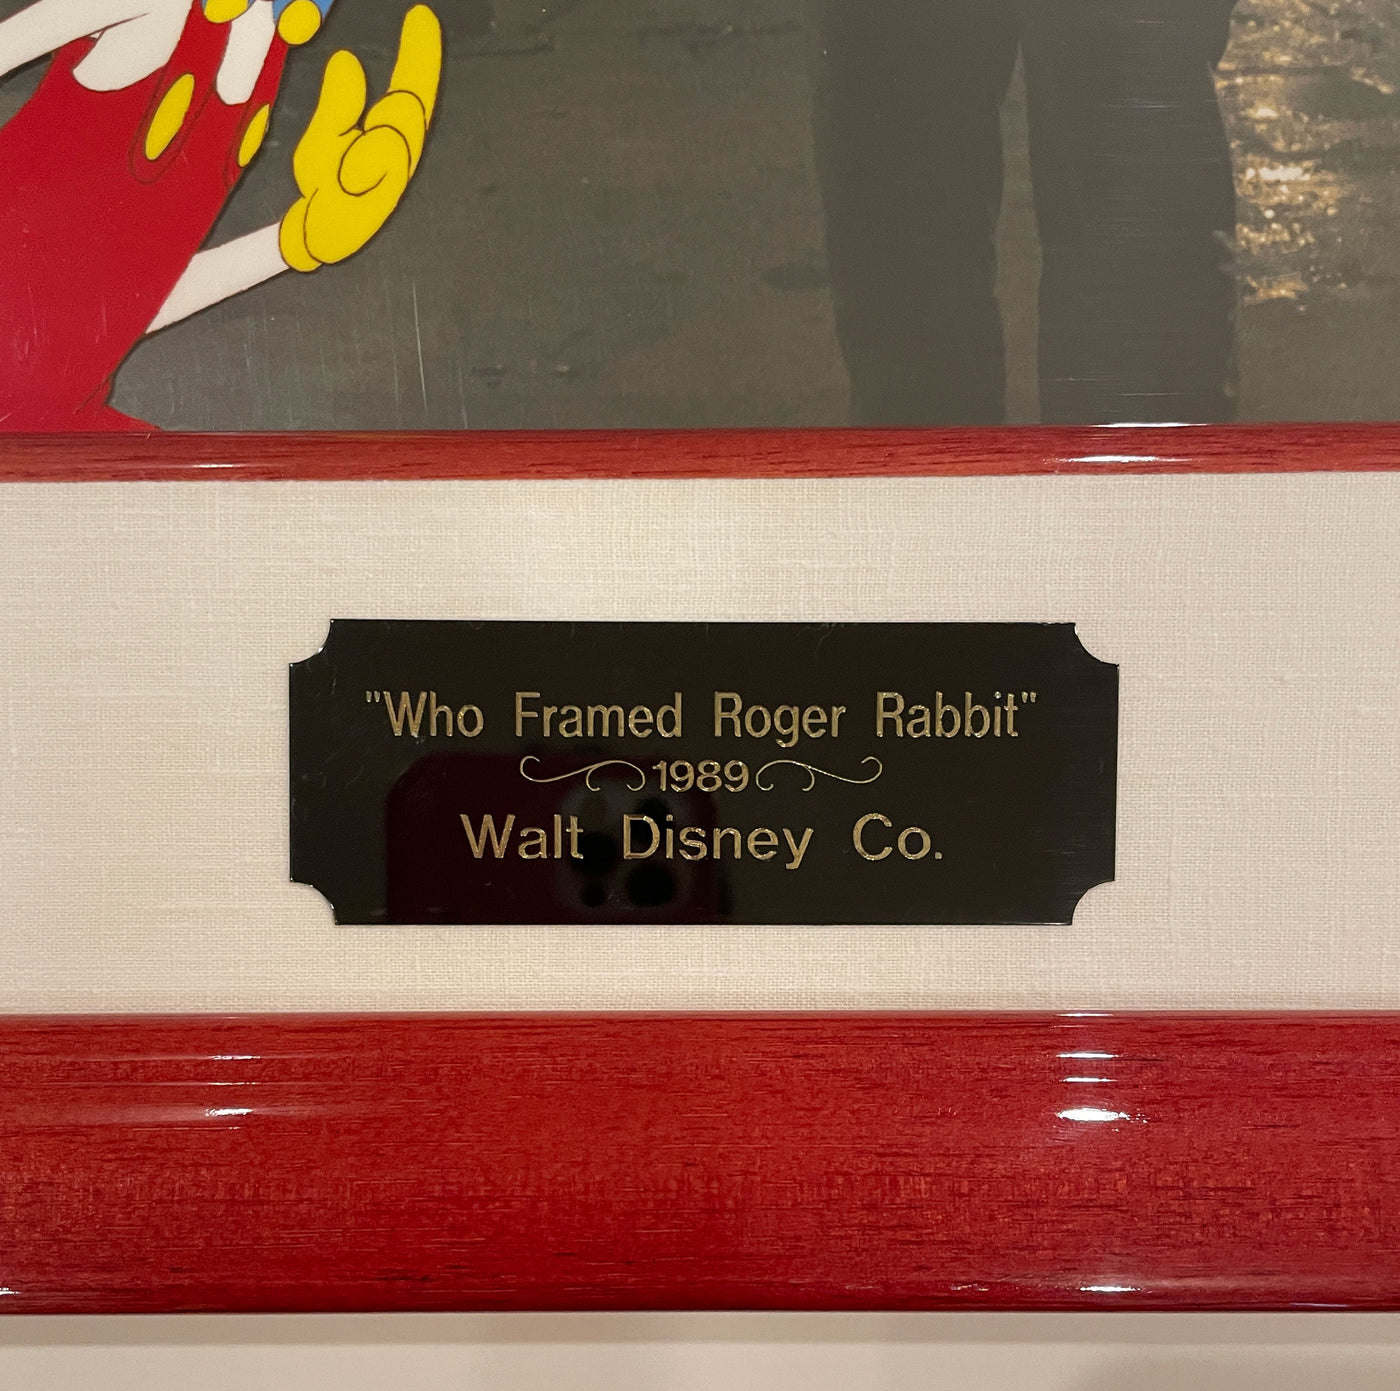 "Who Framed Roger Rabbit"
1989
Walt Disney Co.